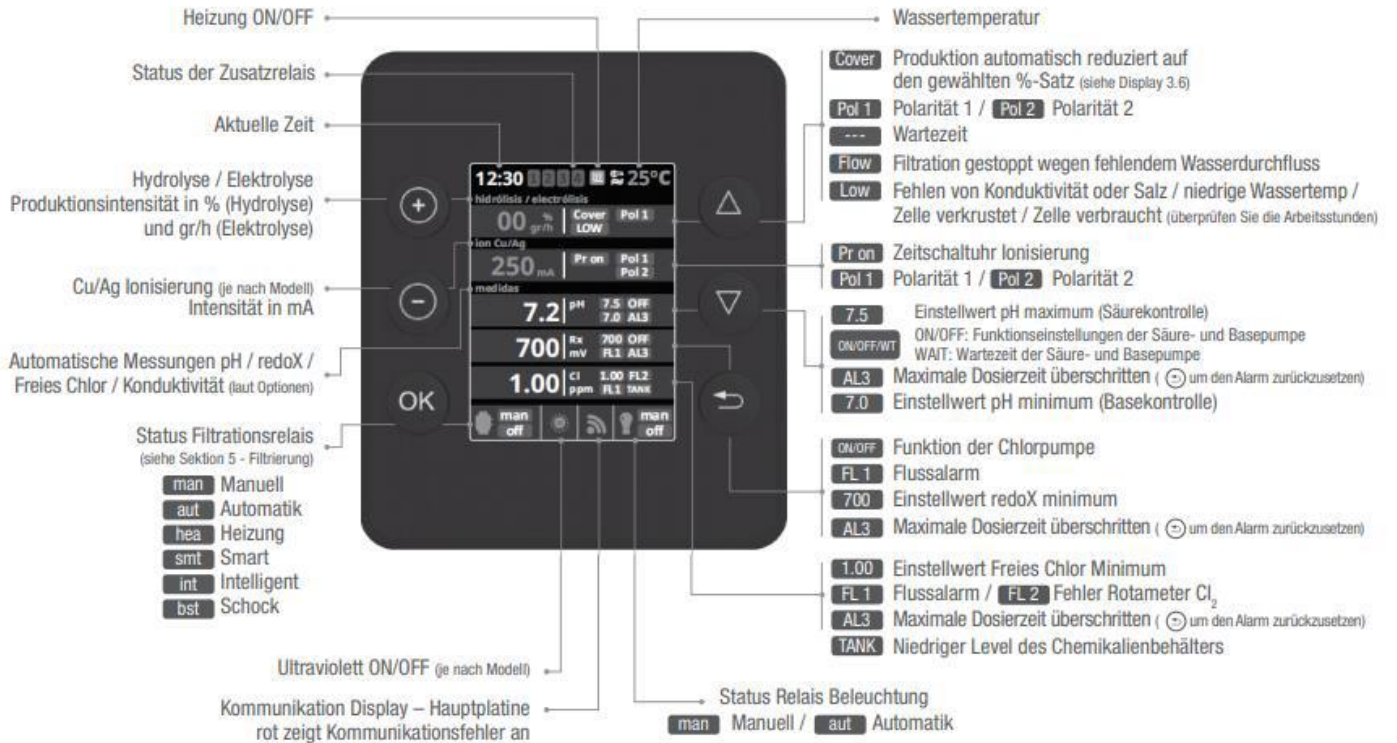 Heizung ON/OFF
Status der Zusatzrelais
Aktuelle Zeit
Hydrolyse / Elektrolyse
Produktionsintensität in % (Hydrolyse)
und gr/h (Elektrolyse)
Cu/Ag Ionisierung (je nach Modell)
Intensität in mA
Automatische Messungen pH / redoX /
Freies Chlor / Konduktivität (laut Optionen)
Status Filtrationsrelais
(siehe Sektion 5 - Filtrierung)
man Manuell
aut Automatik
hea Heizung
smt Smart
int Intelligent
bst Schock
Ultraviolett ON/OFF (je nach Modell)
Kommunikation Display – Hauptplatine
rot zeigt Kommunikationsfehler an
OK
12:30 1 2 3 4 25°C
hidrólisis / electrólisis
00 % gr/h Cover Pol 1
LOW
ion Cu/Ag
250 mA Pr on Pol 1
Pol 2
medidas
7.2 pH 7.5 OFF
7.0 AL3
700 Rx 700 OFF
mV FL1 AL3
1.00 Cl 1.00 FL2
ppm FL1 TANK
man man
off off
Wassertemperatur
Cover Produktion automatisch reduziert auf
den gewählten %-Satz (siehe Display 3.6)
Pol 1 Polarität 1 / Pol 2 Polarität 2
--- Wartezeit
Flow Filtration gestoppt wegen fehlendem Wasserdurchfluss
Low Fehlen von Konduktivität oder Salz / niedrige Wassertemp /
Zelle verkrustet / Zelle verbraucht (überprüfen Sie die Arbeitsstunden)
Pr on Zeitschaltuhr Ionisierung
Pol 1 Polarität 1 / Pol 2 Polarität 2
7.5 Einstellwert pH maximum (Säurekontrolle)
ON/OFF/WT ON/OFF: Funktionseinstellungen der Säure- und Basepumpe
WAIT: Wartezeit der Säure- und Basepumpe
AL3 Maximale Dosierzeit überschritten ( um den Alarm zurückzusetzen)
7.0 Einstellwert pH minimum (Basekontrolle)
ON/OFF Funktion der Chlorpumpe
FL 1 Flussalarm
700 Einstellwert redoX minimum
AL3 Maximale Dosierzeit überschritten ( um den Alarm zurückzusetzen)
1.00 Einstellwert Freies Chlor Minimum
FL 1 Flussalarm / FL 2 Fehler Rotameter Cl2
AL3 Maximale Dosierzeit überschritten ( um den Alarm zurückzusetzen)
TANK Niedriger Level des Chemikalienbehälters
Status Relais Beleuchtung
man Manuell / aut Automatik